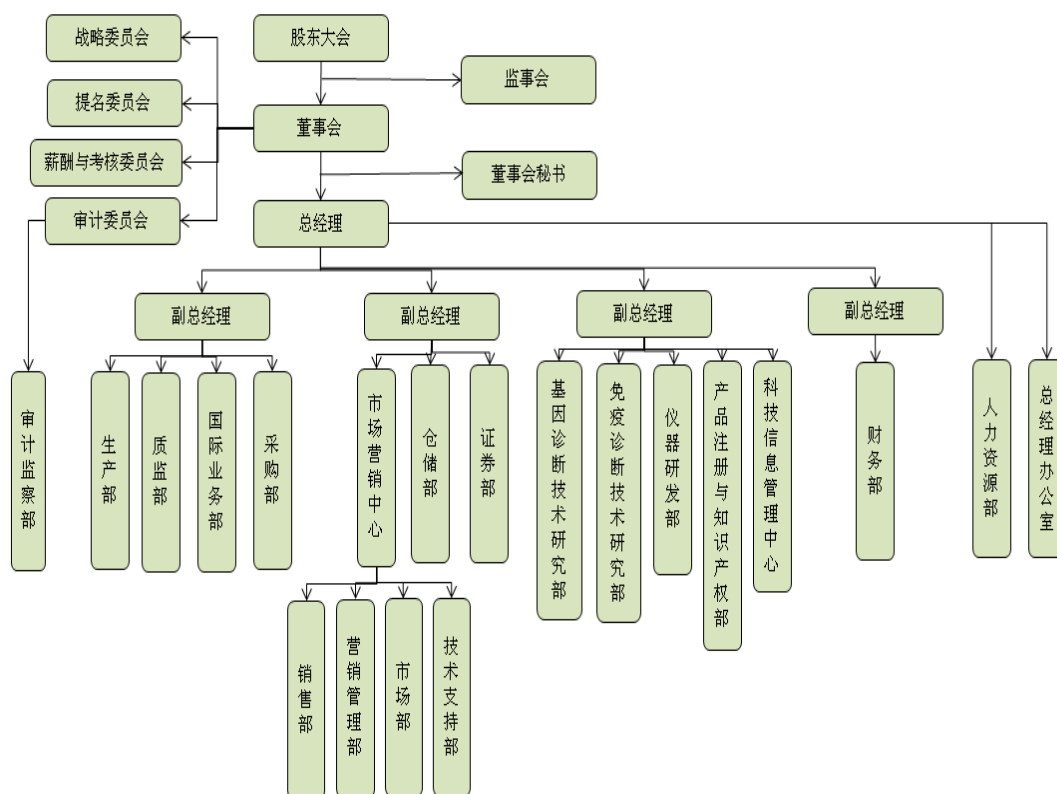 战略委员会
股东大会
监事会
提名委员会
董事会
薪酬与考核委员会
董事会秘书
审计委员会
总经理
副总经理
副总经理
副总经理
副总经理
审计监察部
生产部
质监部
国际业务部
采购部
市场营销中心
仓储部
证券部
基因诊断技术研究部
免疫诊断技术研究部
仪器研发部
产品注册与知识产权部
科技信息管理中心
财务部
人力资源部
总经理办公室
销售部
营销管理部
市场部
技术支持部